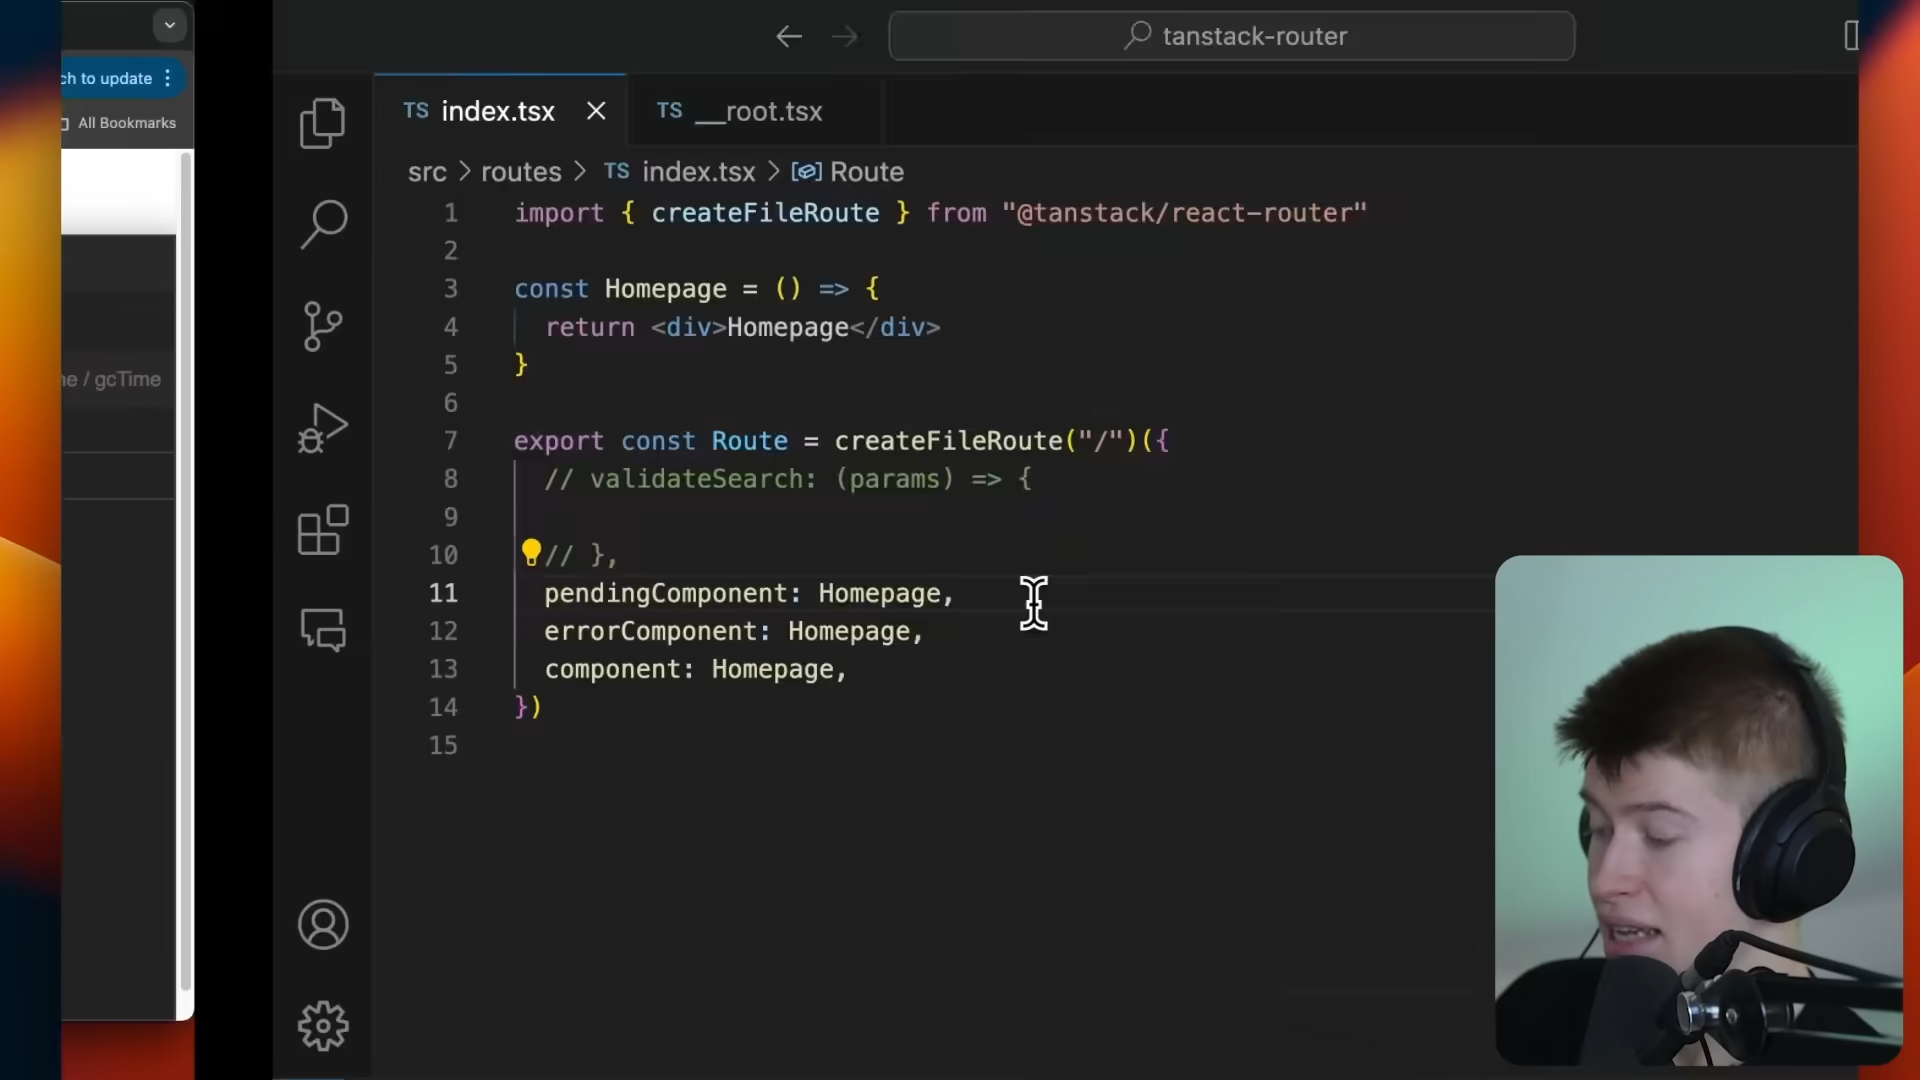 ch to update
All Bookmarks
me / gcTime
tanstack-router
TS index.tsx
TS __root.tsx
src > routes > TS index.tsx > Route
1 import { createFileRoute } from "@tanstack/react-router"
2
3 const Homepage = () => {
4 return <div>Homepage</div>
5 }
6
7 export const Route = createFileRoute("/")({
8 // validateSearch: (params) => {
9
10 // },
11 pendingComponent: Homepage,
12 errorComponent: Homepage,
13 component: Homepage,
14 })
15